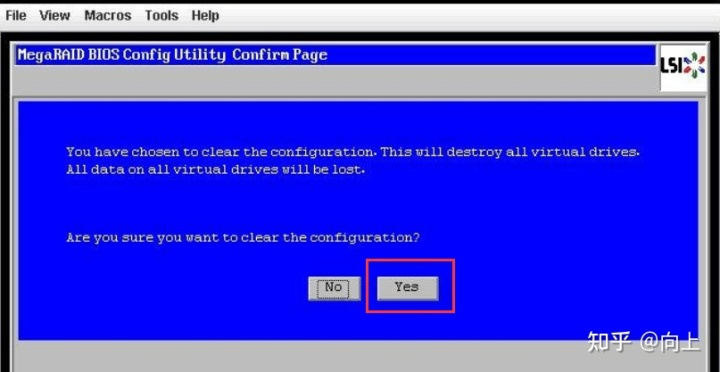 File View Macros Tools Help
MegaRAID BIOS Config Utility Confirm Page
LSI
You have chosen to clear the configuration. This will destroy all virtual drives.
All data on all virtual drives will be lost.
Are you sure you want to clear the configuration?
No Yes
知乎 @向上